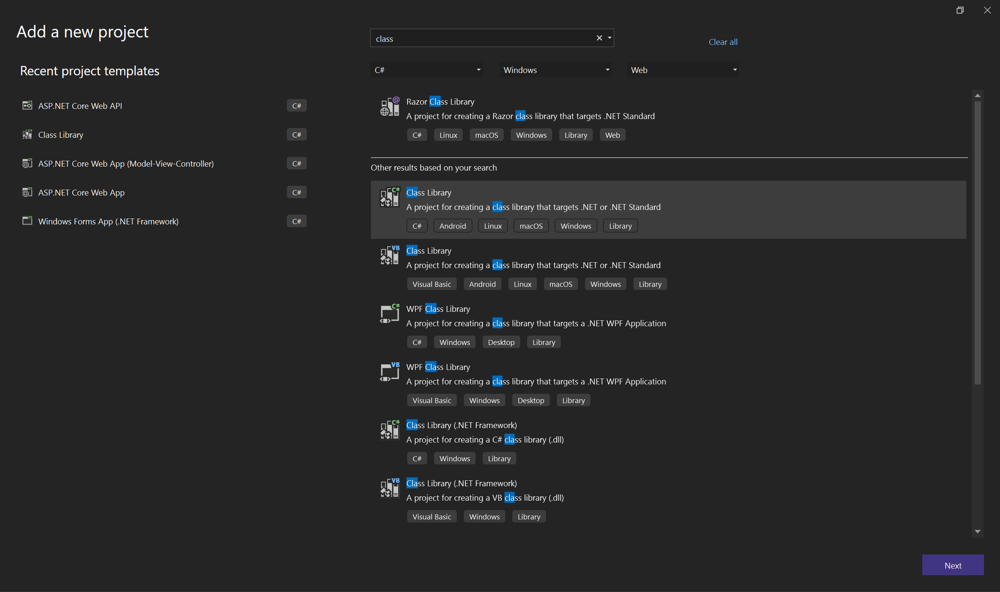 Add a new project
Recent project templates
ASP.NET Core Web API
C#
Class Library
C#
ASP.NET Core Web App (Model-View-Controller)
C#
ASP.NET Core Web App
C#
Windows Forms App (.NET Framework)
C#
class
Clear all
C# Windows Web
Razor Class Library
A project for creating a Razor class library that targets .NET Standard
C# Linux macOS Windows Library Web
Other results based on your search
Class Library
A project for creating a class library that targets .NET or .NET Standard
C# Android Linux macOS Windows Library
Class Library
A project for creating a class library that targets .NET or .NET Standard
Visual Basic Android Linux macOS Windows Library
WPF Class Library
A project for creating a class library that targets a .NET WPF Application
C# Windows Desktop Library
WPF Class Library
A project for creating a class library that targets a .NET WPF Application
Visual Basic Windows Desktop Library
Class Library (.NET Framework)
A project for creating a C# class library (.dll)
C# Windows Library
Class Library (.NET Framework)
A project for creating a VB class library (.dll)
Visual Basic Windows Library
Next